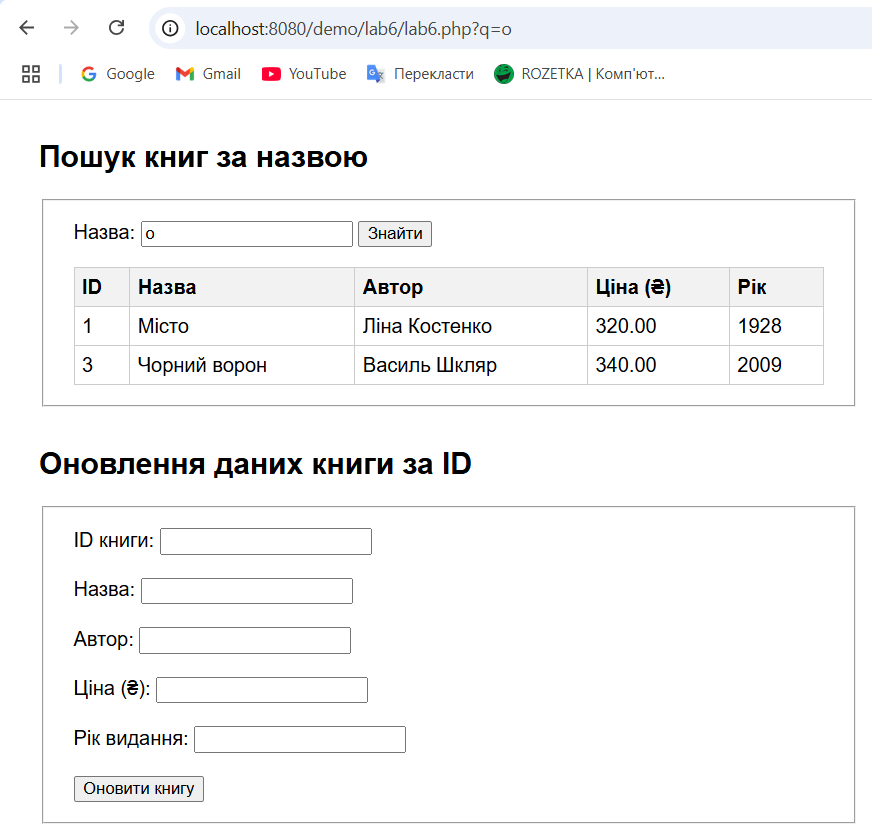 localhost:8080/demo/lab6/lab6.php?q=o
Google Gmail YouTube Перекласти ROZETKA | Комп'ют...
Пошук книг за назвою
Назва: о Знайти
ID Назва Автор Ціна (₴) Рік
1 Місто Ліна Костенко 320.00 1928
3 Чорний ворон Василь Шкляр 340.00 2009
Оновлення даних книги за ID
ID книги:
Назва:
Автор:
Ціна (₴):
Рік видання:
Оновити книгу